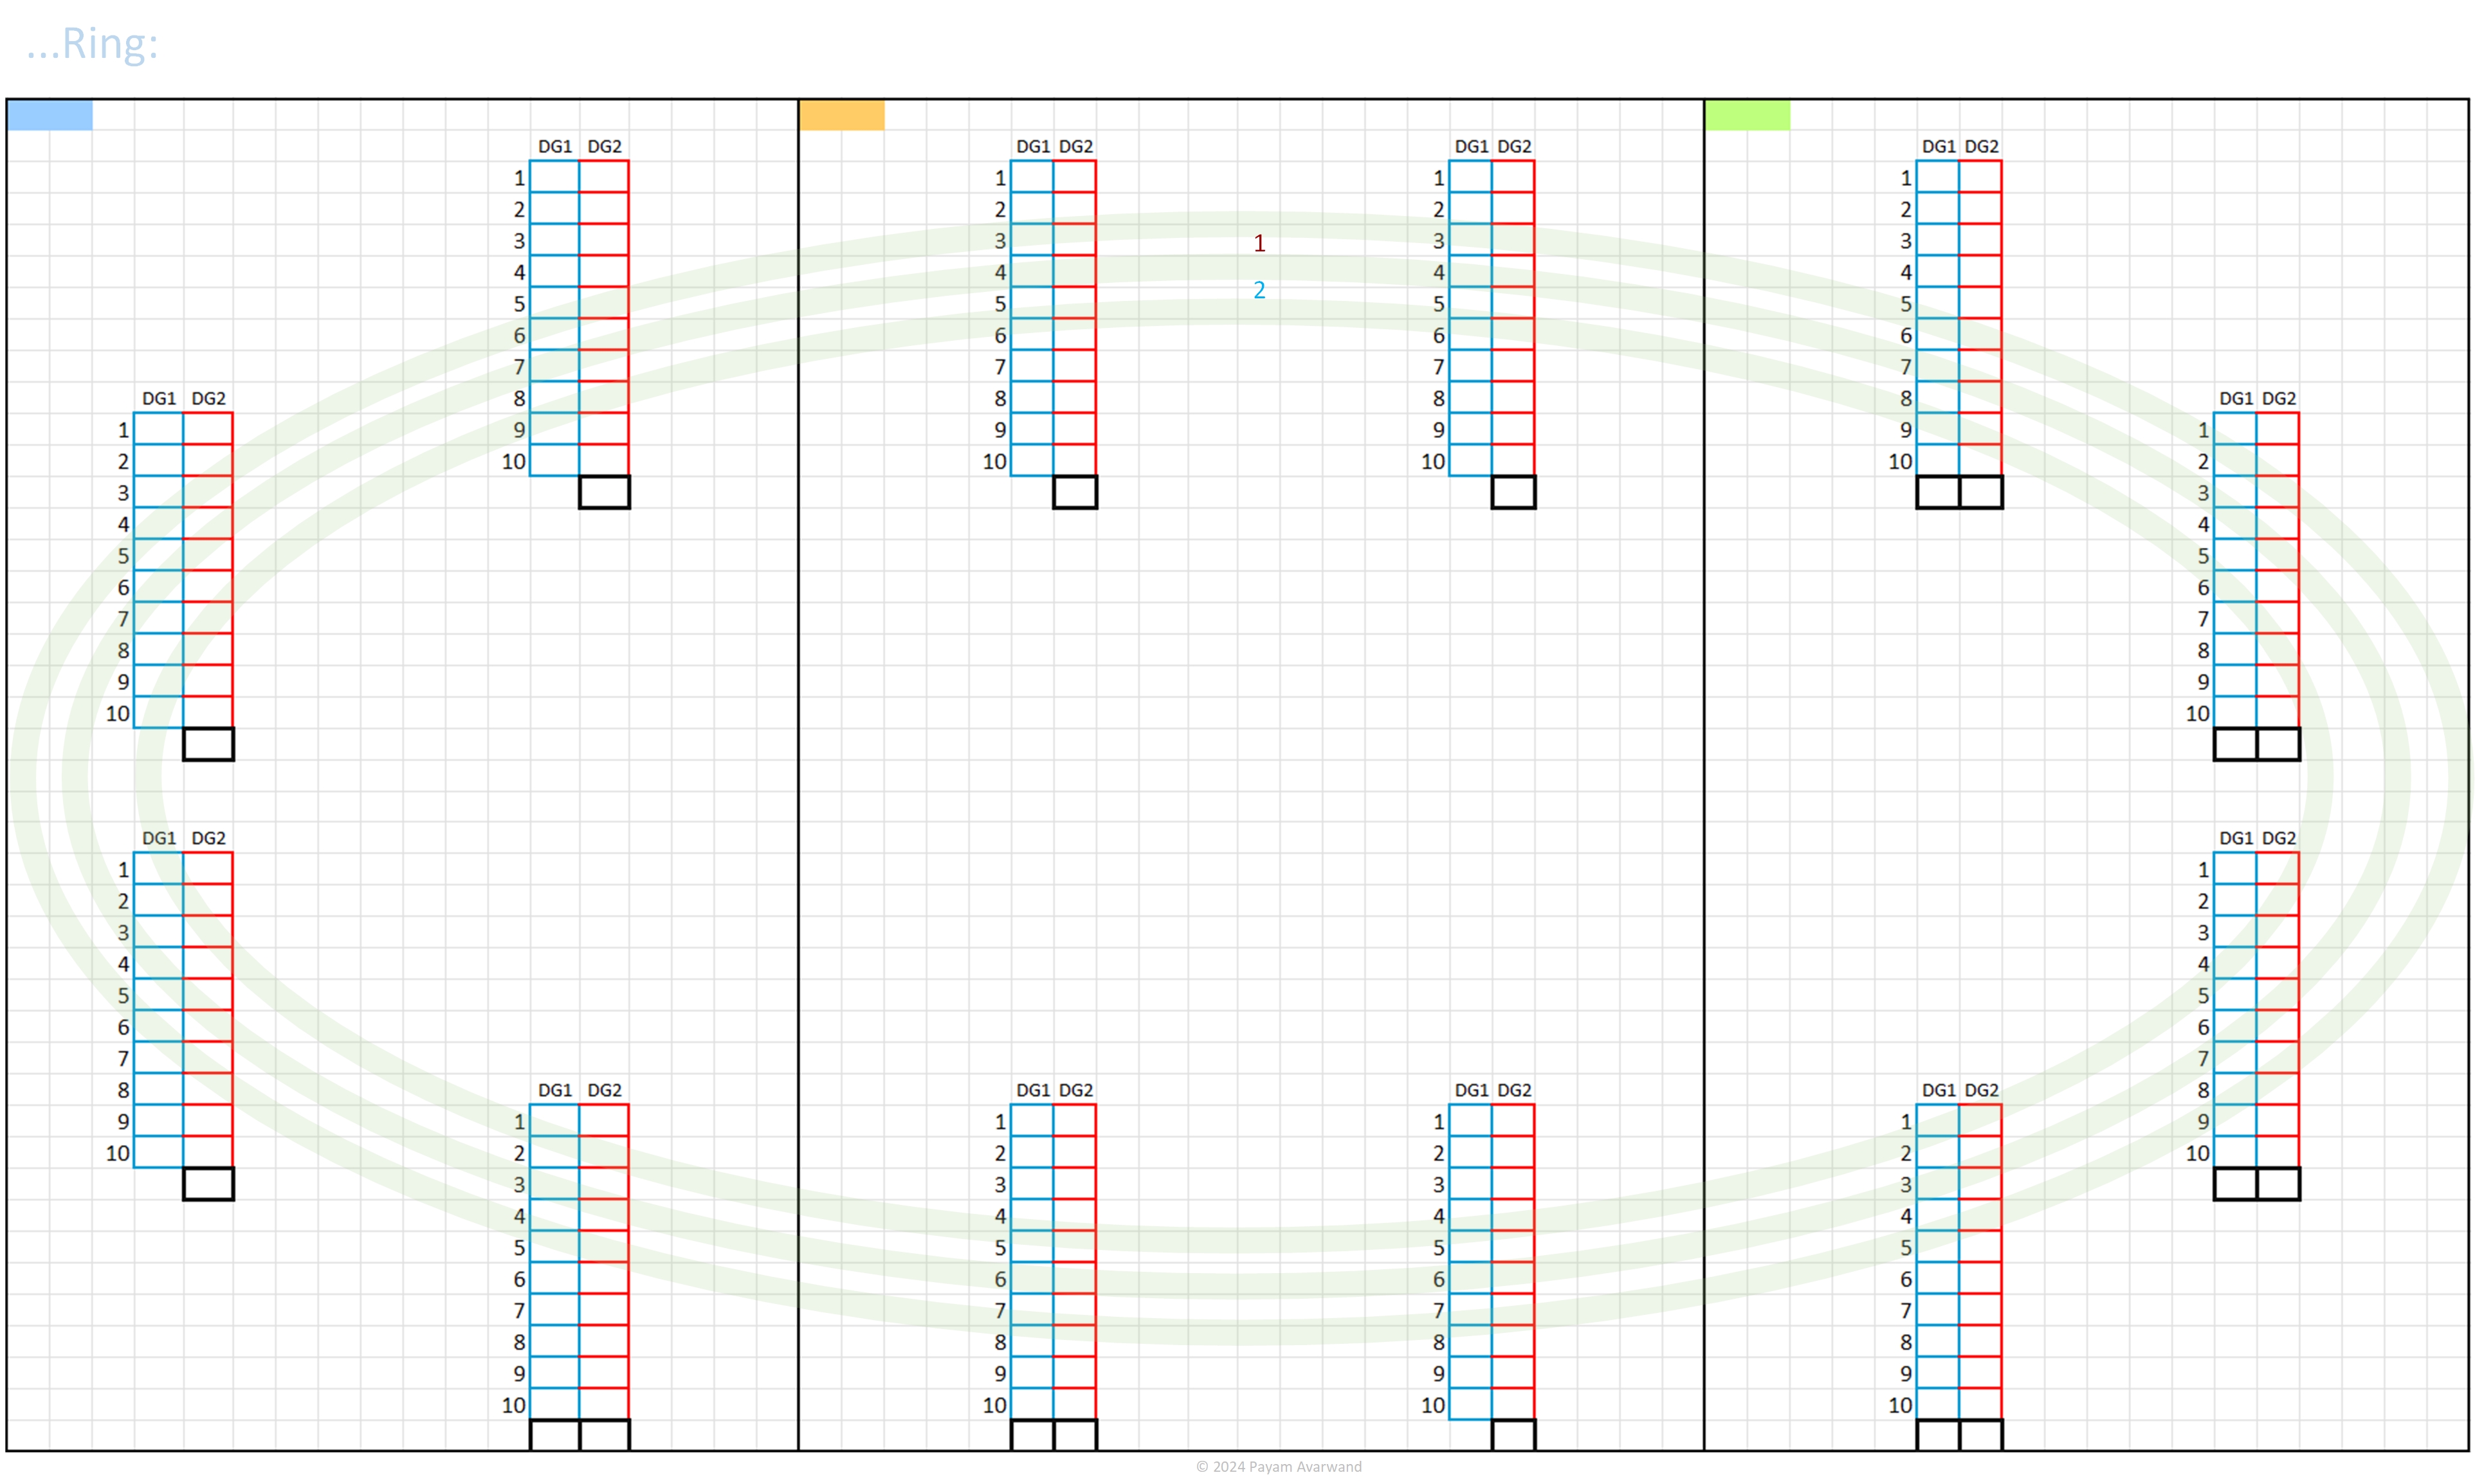 ...Ring:
DG1 DG2 DG1 DG2 DG1 DG2 DG1 DG2
1 1 1 1
2 2 2 2
3 3 1 3 3
4 4 4 4
5 5 2 5 5
6 6 6 6
7 7 7 7
8 8 8 8
DG1 DG2 DG1 DG2
1 9 9 9 9 1
2 10 10 10 10 2
3 3
4 4
5 5
6 6
7 7
8 8
9 9
10 10
DG1 DG2 DG1 DG2
1 1
2 2
3 3
4 4
5 5
6 6
7 7
8 DG1 DG2 DG1 DG2 DG1 DG2 DG1 DG2 8
9 1 1 1 1 9
10 2 2 2 2 10
3 3 3 3
4 4 4 4
5 5 5 5
6 6 6 6
7 7 7 7
8 8 8 8
9 9 9 9
10 10 10 10
© 2024 Payam Avarwand